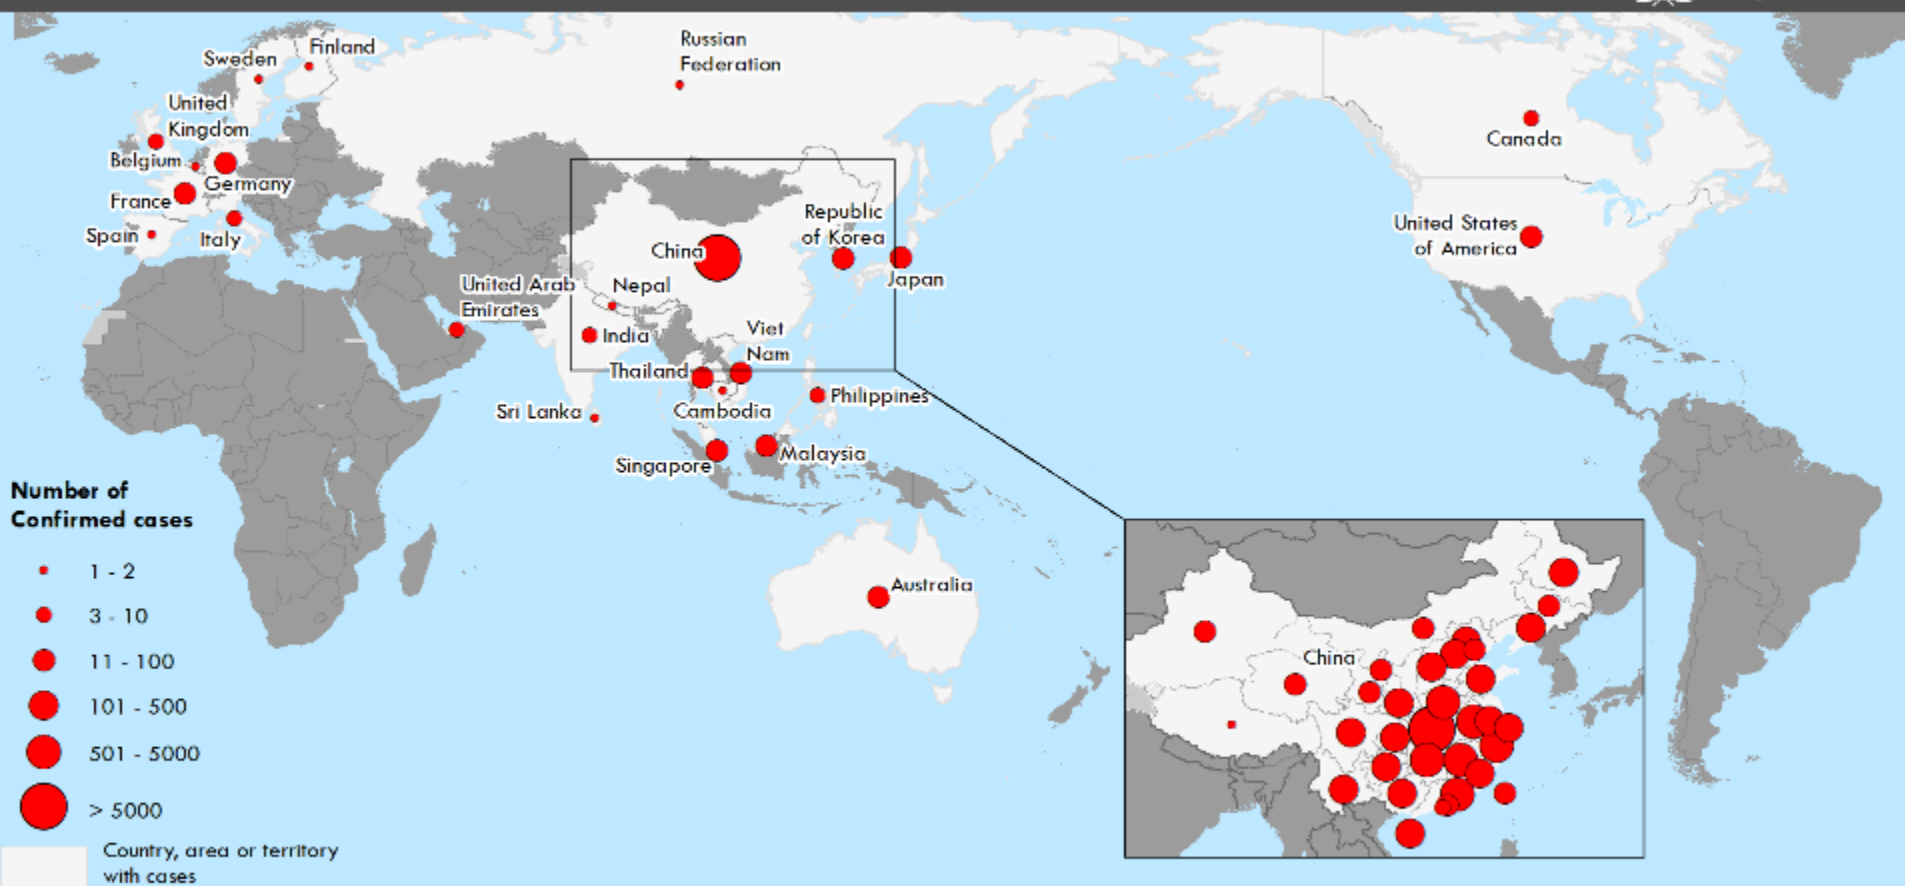 Finland
Sweden
Russian
Federation
United
Kingdom
Belgium
Germany
France
Spain
Italy
Canada
United States
of America
Republic
of Korea
China
Japan
Nepal
United Arab
Emirates
India
Viet
Nam
Thailand
Philippines
Sri Lanka
Cambodia
Malaysia
Singapore
Australia
China
Number of
Confirmed cases
1 - 2
3 - 10
11 - 100
101 - 500
501 - 5000
> 5000
Country, area or territory
with cases